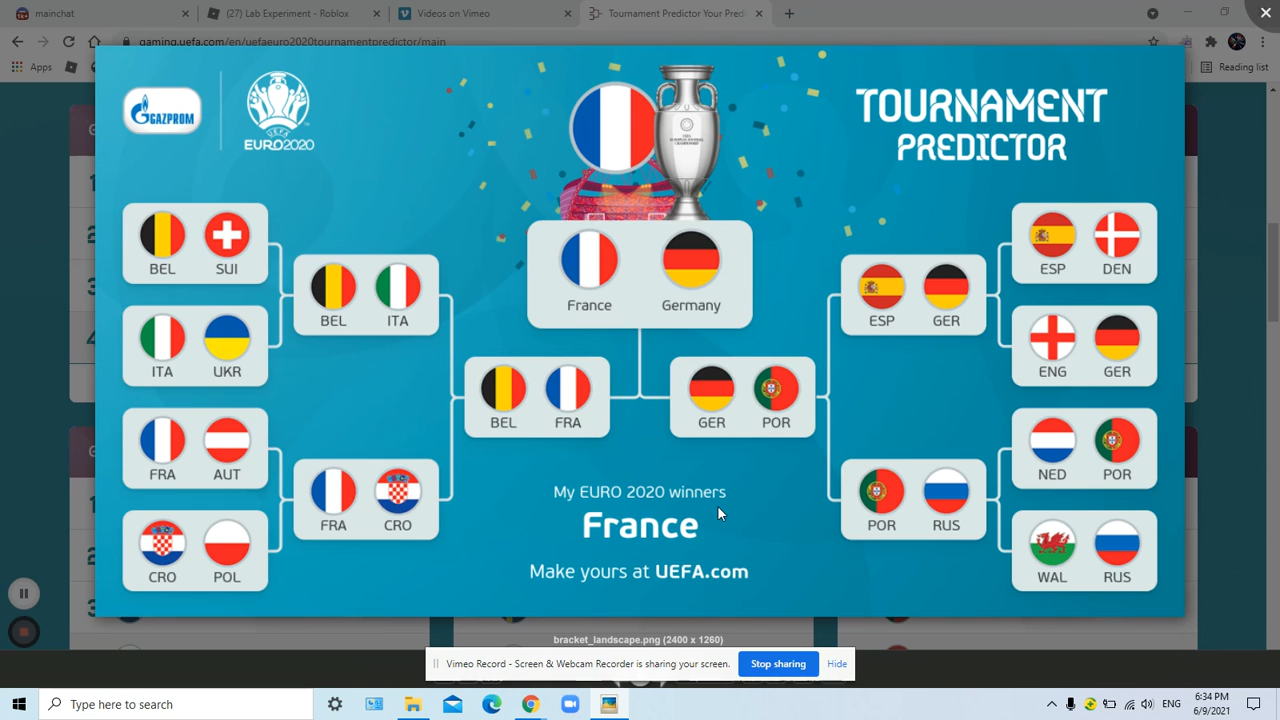 mainchat
(27) Lab Experiment - Roblox
Videos on Vimeo
Tournament Predictor Your Pred
gaming.uefa.com/en/uefaeuro2020tournamentpredictor/main
Apps
Reading list
GAZPROM
UEFA
EURO2020
TOURNAMENT
PREDICTOR
BEL SUI
ITA UKR
FRA AUT
CRO POL
BEL ITA
FRA CRO
BEL FRA
France Germany
GER POR
ESP GER
POR RUS
ESP DEN
ENG GER
NED POR
WAL RUS
My EURO 2020 winners
France
Make yours at UEFA.com
bracket_landscape.png (2400 x 1260)
Vimeo Record - Screen & Webcam Recorder is sharing your screen.
Stop sharing
Hide
Type here to search
ENG
6:34 PM
6/9/2021